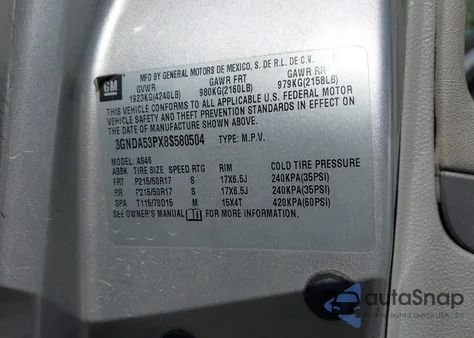 GM
MFD BY GENERAL MOTORS DE MEXICO, S. DE R.L. DE C.V.
GVWR GAWR FRT GAWR RR
1923KG(4240LB) 980KG(2160LB) 979KG(2158LB)
THIS VEHICLE CONFORMS TO ALL APPLICABLE U.S. FEDERAL MOTOR
VEHICLE SAFETY AND THEFT PREVENTION STANDARDS IN EFFECT ON
THE DATE OF MANUFACTURE SHOWN ABOVE.
3GNDA53PX8S580504 TYPE: M.P.V.
MODEL: AS46
TIRE SIZE SPEED RTG RIM COLD TIRE PRESSURE
FRT P215/50R17 S 17X6.5J 240KPA(35PSI)
RR P215/50R17 S 17X6.5J 240KPA(35PSI)
SPA T115/70D15 M 15X4T 420KPA(60PSI)
SEE OWNER'S MANUAL i FOR MORE INFORMATION.
autoSnap